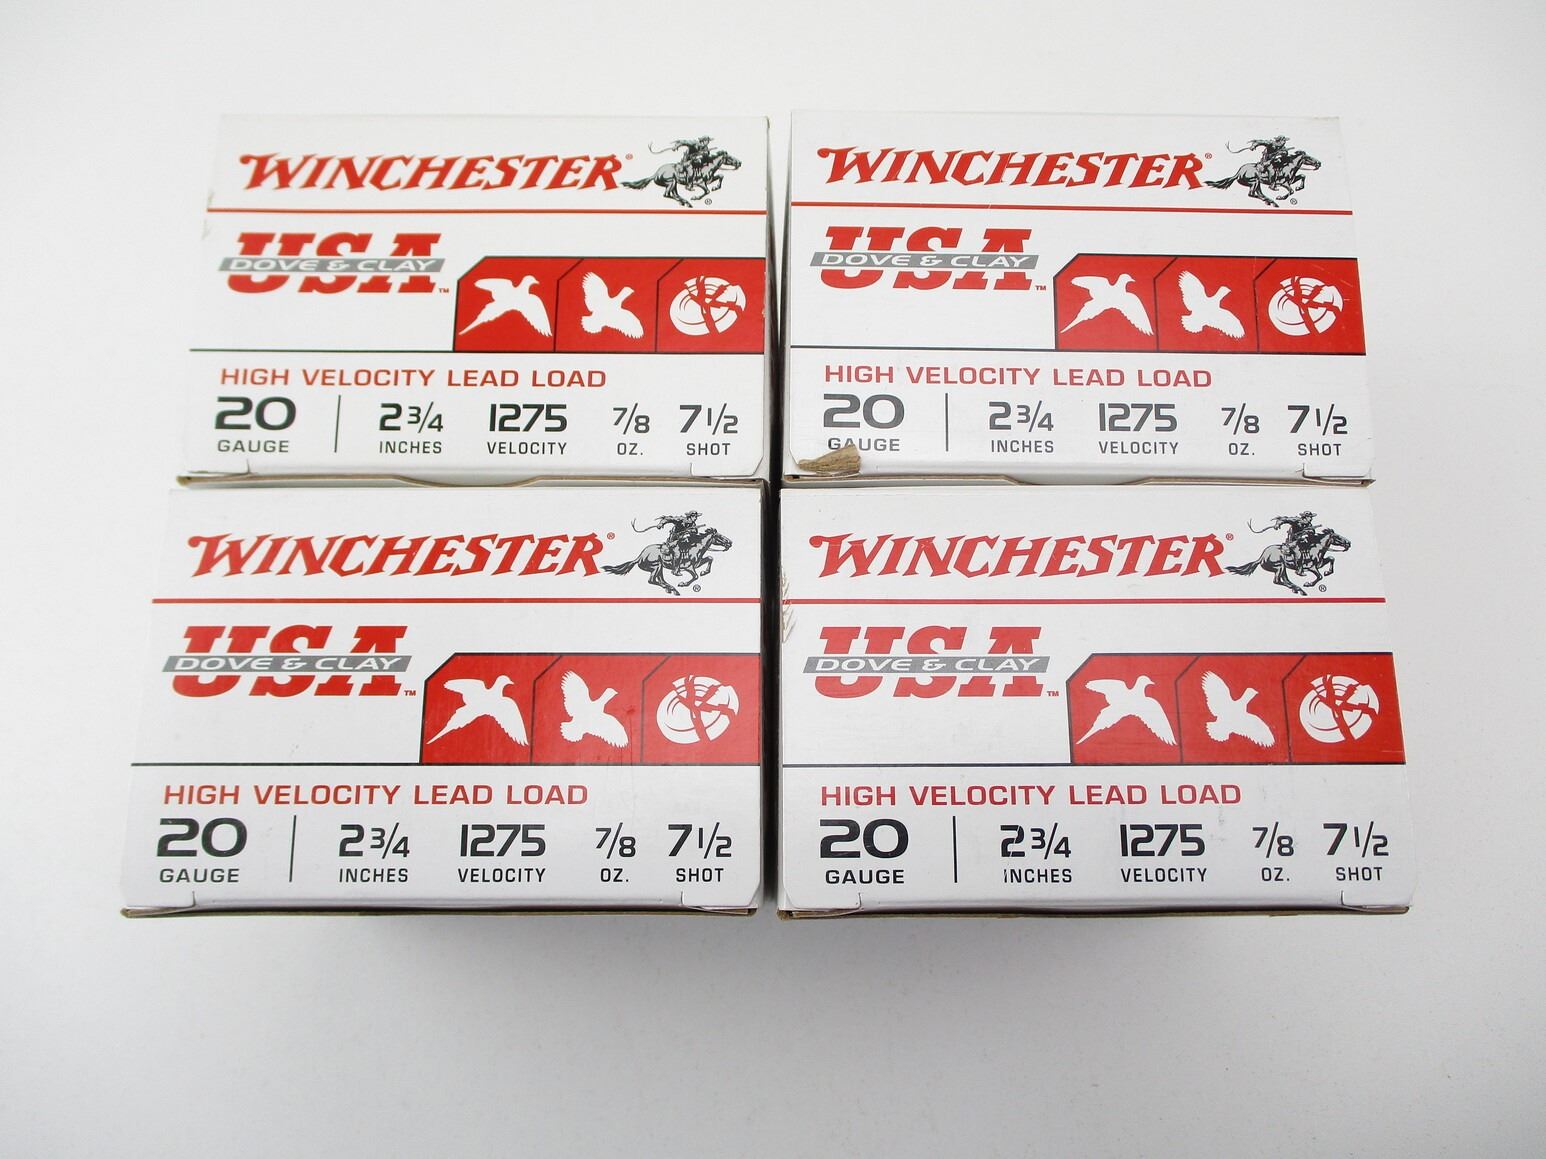 WINCHESTER®
®
USA
DOVE & CLAY
™
HIGH VELOCITY LEAD LOAD
20 2 3/4 1275 7/8 7 1/2
GAUGE INCHES VELOCITY OZ. SHOT
WINCHESTER®
®
USA
DOVE & CLAY
™
HIGH VELOCITY LEAD LOAD
20 2 3/4 1275 7/8 7 1/2
GAUGE INCHES VELOCITY OZ. SHOT
WINCHESTER®
®
USA
DOVE & CLAY
™
HIGH VELOCITY LEAD LOAD
20 2 3/4 1275 7/8 7 1/2
GAUGE INCHES VELOCITY OZ. SHOT
WINCHESTER®
®
USA
DOVE & CLAY
™
HIGH VELOCITY LEAD LOAD
20 2 3/4 1275 7/8 7 1/2
GAUGE INCHES VELOCITY OZ. SHOT